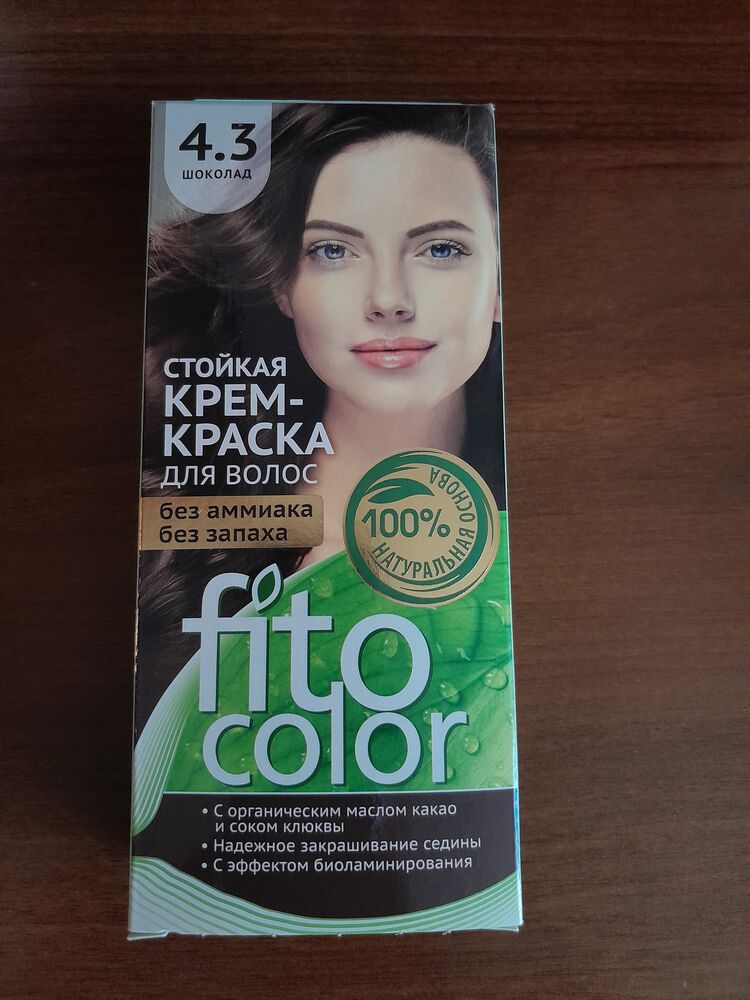 4.3
ШОКОЛАД
СТОЙКАЯ
КРЕМ-
КРАСКА
ДЛЯ ВОЛОС
без аммиака
без запаха
100%
НАТУРАЛЬНАЯ ОСНОВА
fito
color
• С органическим маслом какао
и соком клюквы
• Надежное закрашивание седины
• С эффектом биоламинирования